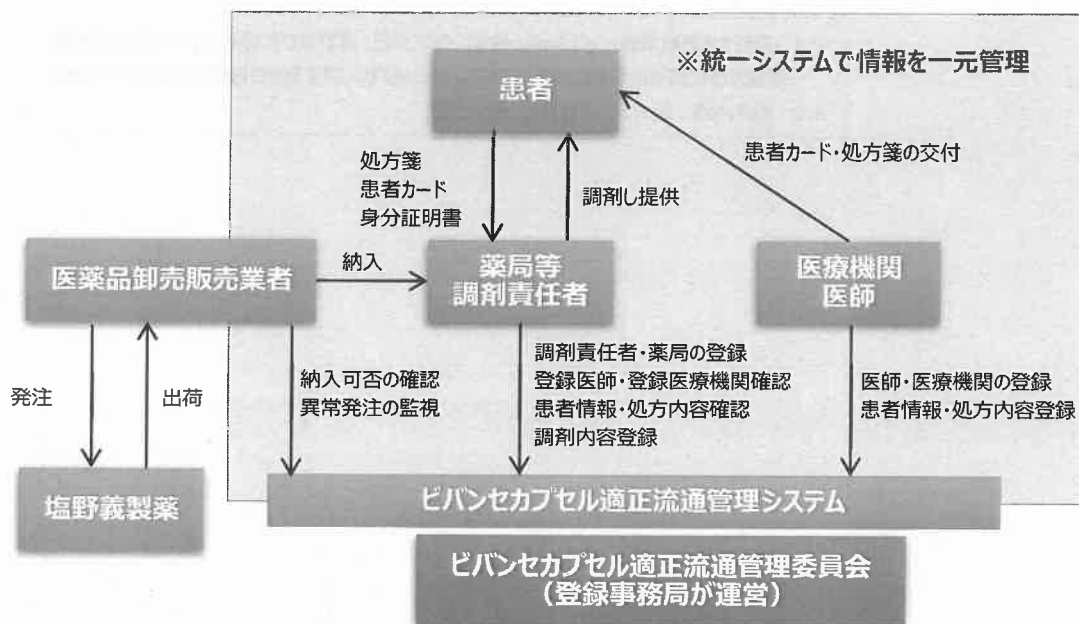 ※統一システムで情報を一元管理
患者
患者カード・処方箋の交付
処方箋
患者カード
身分証明書
調剤し提供
医薬品卸売販売業者
納入
薬局等
調剤責任者
医療機関
医師
発注
出荷
納入可否の確認
異常発注の監視
調剤責任者・薬局の登録
登録医師・登録医療機関確認
患者情報・処方内容確認
調剤内容登録
医師・医療機関の登録
患者情報・処方内容登録
塩野義製薬
ビバンセカプセル適正流通管理システム
ビバンセカプセル適正流通管理委員会
（登録事務局が運営）